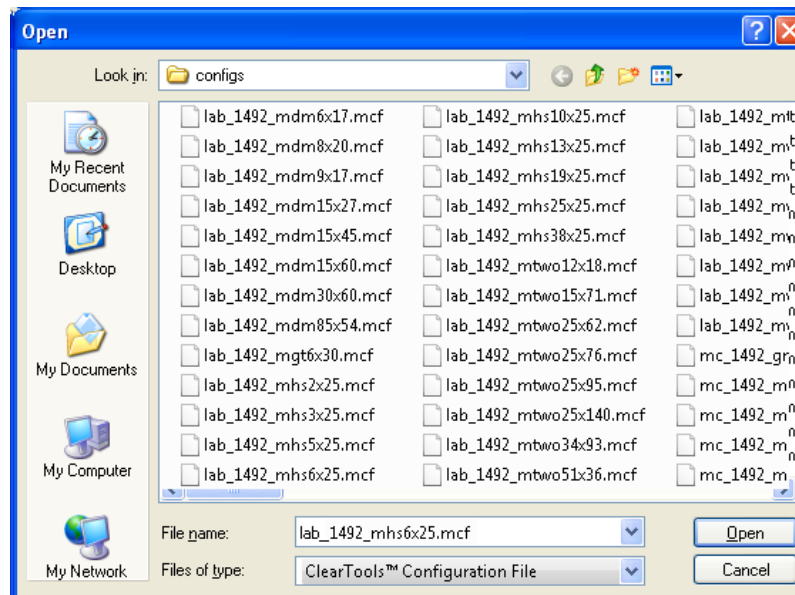 Open
Look in: configs
My Recent
Documents
Desktop
My Documents
My Computer
My Network
lab_1492_mdm6x17.mcf
lab_1492_mdm8x20.mcf
lab_1492_mdm9x17.mcf
lab_1492_mdm15x27.mcf
lab_1492_mdm15x45.mcf
lab_1492_mdm15x60.mcf
lab_1492_mdm30x60.mcf
lab_1492_mdm85x54.mcf
lab_1492_mgt6x30.mcf
lab_1492_mhs2x25.mcf
lab_1492_mhs3x25.mcf
lab_1492_mhs5x25.mcf
lab_1492_mhs6x25.mcf
lab_1492_mhs10x25.mcf
lab_1492_mhs13x25.mcf
lab_1492_mhs19x25.mcf
lab_1492_mhs25x25.mcf
lab_1492_mhs38x25.mcf
lab_1492_mtwo12x18.mcf
lab_1492_mtwo15x71.mcf
lab_1492_mtwo25x62.mcf
lab_1492_mtwo25x76.mcf
lab_1492_mtwo25x95.mcf
lab_1492_mtwo25x140.mcf
lab_1492_mtwo34x93.mcf
lab_1492_mtwo51x36.mcf
File name: lab_1492_mhs6x25.mcf
Open
Files of type: ClearTools™ Configuration File
Cancel